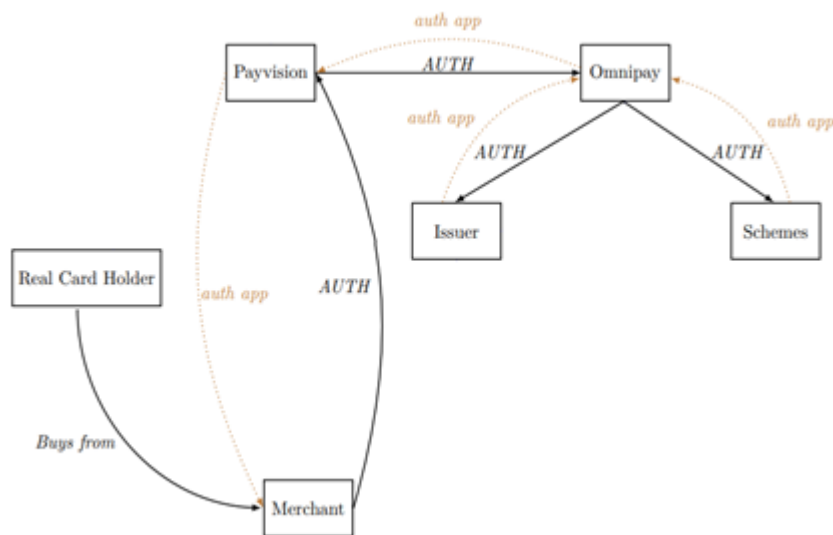 auth app
Payvision
AUTH
Omnipay
auth app
auth app
AUTH
AUTH
Issuer
Schemes
Real Card Holder
auth app
AUTH
Buys from
Merchant